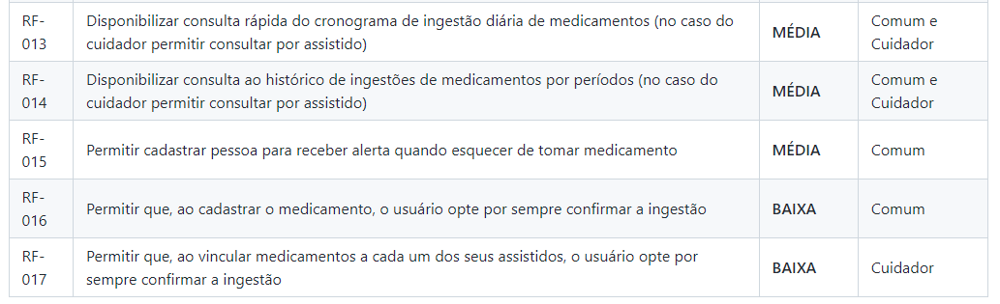 RF-
013
Disponibilizar consulta rápida do cronograma de ingestão diária de medicamentos (no caso do
cuidador permitir consultar por assistido)
MÉDIA
Comum e
Cuidador
RF-
014
Disponibilizar consulta ao histórico de ingestões de medicamentos por períodos (no caso do
cuidador permitir consultar por assistido)
MÉDIA
Comum e
Cuidador
RF-
015
Permitir cadastrar pessoa para receber alerta quando esquecer de tomar medicamento
MÉDIA
Comum
RF-
016
Permitir que, ao cadastrar o medicamento, o usuário opte por sempre confirmar a ingestão
BAIXA
Comum
RF-
017
Permitir que, ao vincular medicamentos a cada um dos seus assistidos, o usuário opte por
sempre confirmar a ingestão
BAIXA
Cuidador